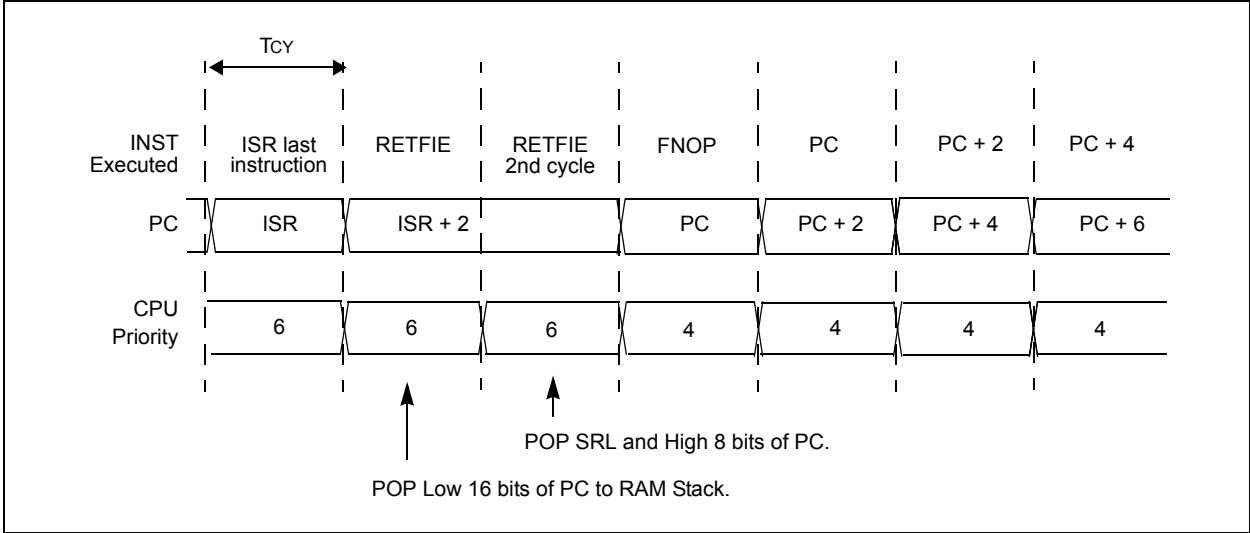 TCY
INST Executed
ISR last instruction
RETFIE
RETFIE 2nd cycle
FNOP
PC
PC + 2
PC + 4
PC
ISR
ISR + 2
PC
PC + 2
PC + 4
PC + 6
CPU Priority
6
6
6
4
4
4
4
POP SRL and High 8 bits of PC.
POP Low 16 bits of PC to RAM Stack.